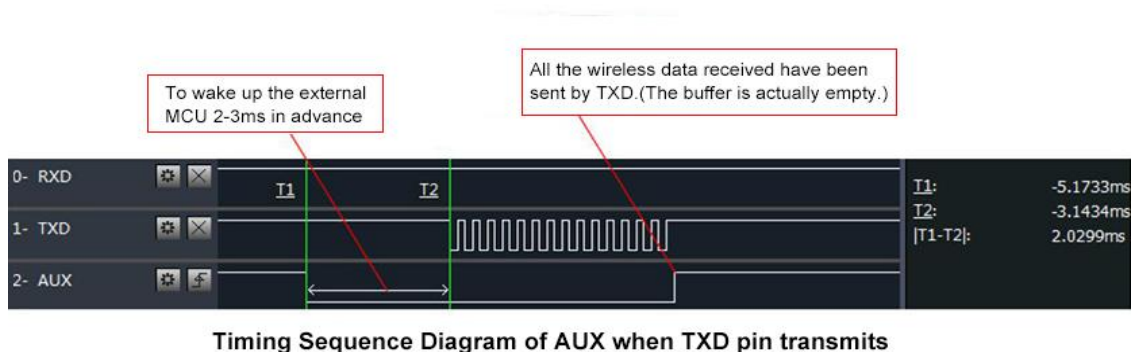 To wake up the external
MCU 2-3ms in advance
All the wireless data received have been
sent by TXD.(The buffer is actually empty.)
0- RXD
T1
T2
1- TXD
2- AUX
T1: -5.1733ms
T2: -3.1434ms
|T1-T2|: 2.0299ms
Timing Sequence Diagram of AUX when TXD pin transmits